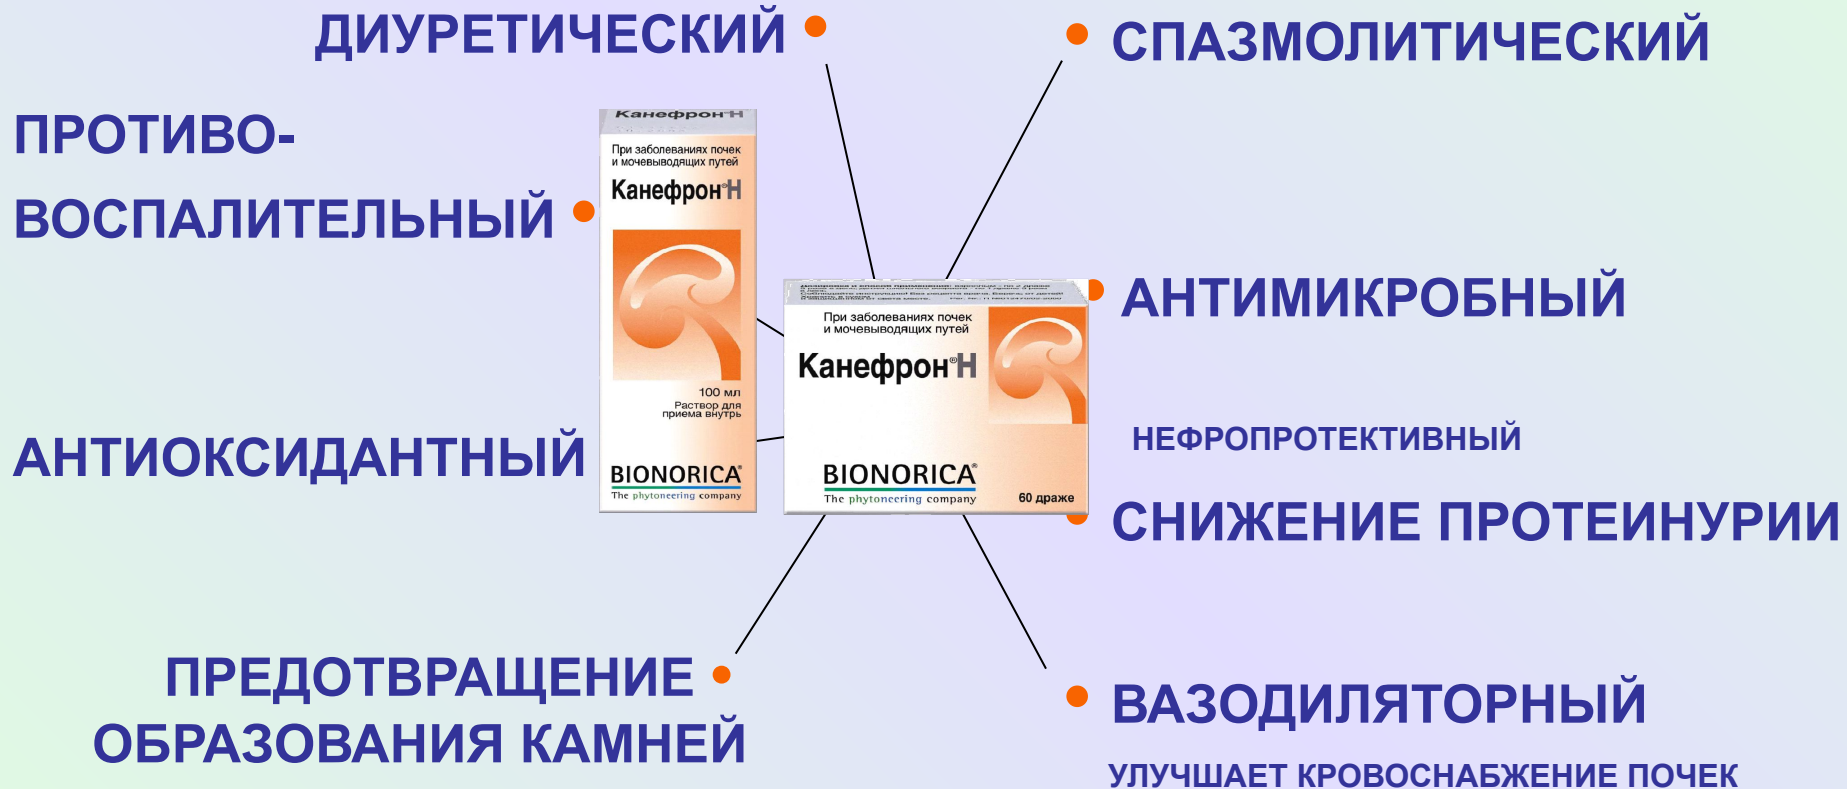 ДИУРЕТИЧЕСКИЙ
СПАЗМОЛИТИЧЕСКИЙ
ПРОТИВО-
ВОСПАЛИТЕЛЬНЫЙ
Канефрон Н
При заболеваниях почек
и мочевыводящих путей
Канефрон®Н
100 мл
Раствор для
приема внутрь
BIONORICA®
The phytoneering company
При заболеваниях почек
и мочевыводящих путей
Канефрон®Н
BIONORICA®
The phytoneering company
60 драже
АНТИМИКРОБНЫЙ
АНТИОКСИДАНТНЫЙ
НЕФРОПРОТЕКТИВНЫЙ
СНИЖЕНИЕ ПРОТЕИНУРИИ
ПРЕДОТВРАЩЕНИЕ
ОБРАЗОВАНИЯ КАМНЕЙ
ВАЗОДИЛЯТОРНЫЙ
УЛУЧШАЕТ КРОВОСНАБЖЕНИЕ ПОЧЕК